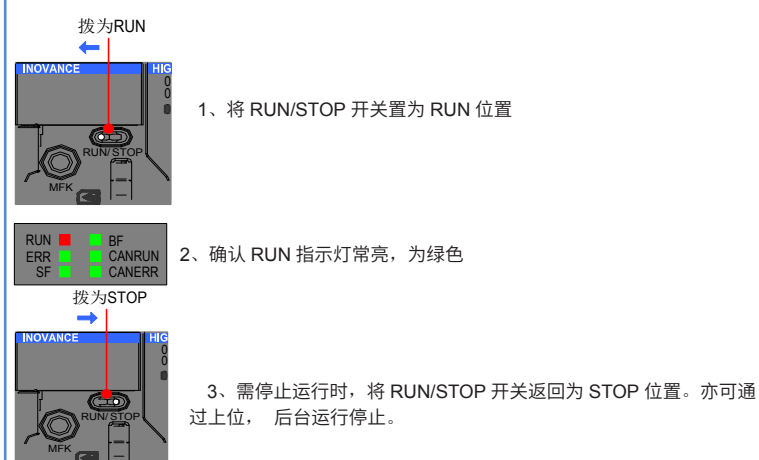 拨为RUN
INOVANCE HIG
0
0
1、将 RUN/STOP 开关置为 RUN 位置
RUN/ STOP
MFK
RUN BF
ERR CANRUN
SF CANERR
2、确认 RUN 指示灯常亮，为绿色
拨为STOP
INOVANCE HIG
0
0
3、需停止运行时，将 RUN/STOP 开关返回为 STOP 位置。亦可通
过上位， 后台运行停止。
RUN/ STOP
MFK